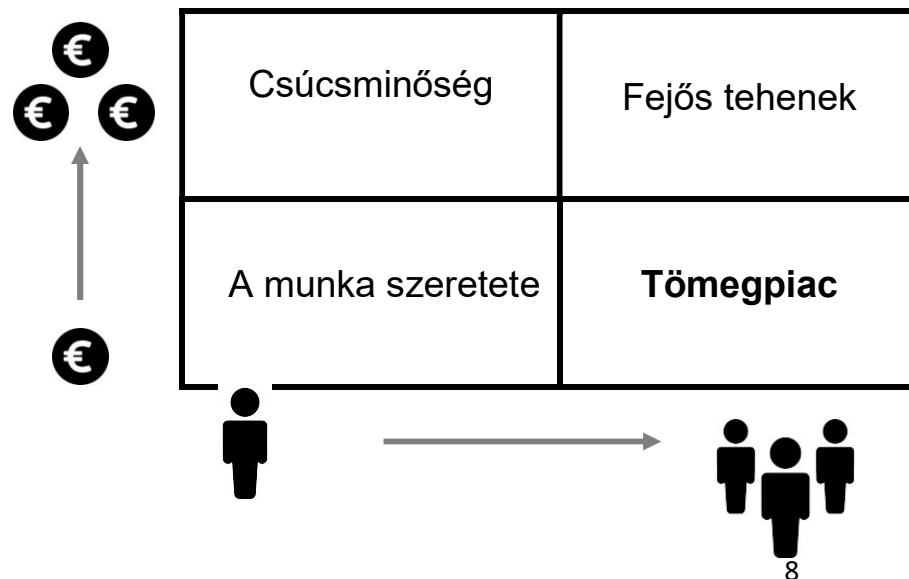 €
€ €
Csúcsminőség
Fejős tehenek
A munka szeretete
Tömegpiac
€
8